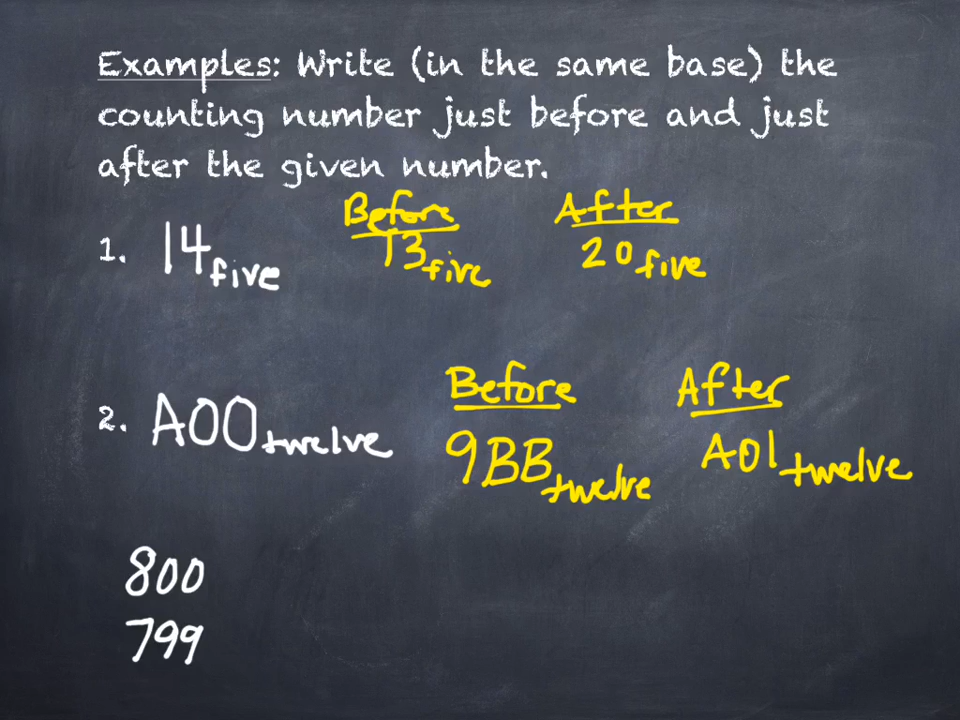 Examples: Write (in the same base) the
counting number just before and just
after the given number.
Before After
1. 14five 13five 20five
Before After
2. A00twelve 9BBtwelve A01twelve
800
799